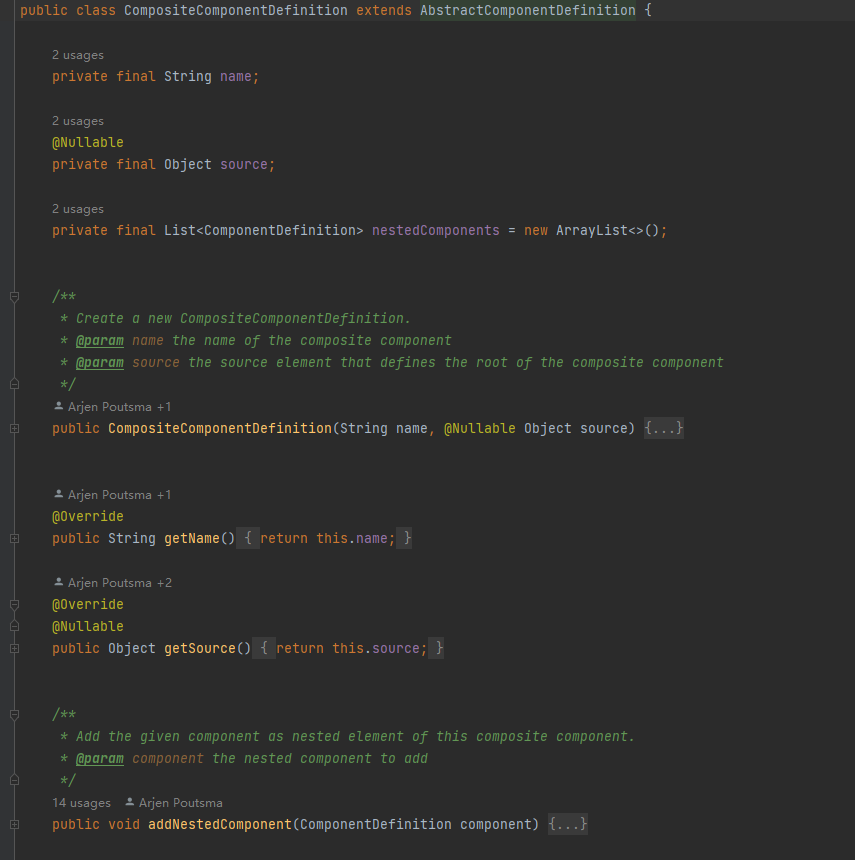 public class CompositeComponentDefinition extends AbstractComponentDefinition {
2 usages
private final String name;
2 usages
@Nullable
private final Object source;
2 usages
private final List<ComponentDefinition> nestedComponents = new ArrayList<>();
/**
* Create a new CompositeComponentDefinition.
* @param name the name of the composite component
* @param source the source element that defines the root of the composite component
*/
Arjen Poutsma +1
public CompositeComponentDefinition(String name, @Nullable Object source) {...}
Arjen Poutsma +1
@Override
public String getName() { return this.name; }
Arjen Poutsma +2
@Override
@Nullable
public Object getSource() { return this.source; }
/**
* Add the given component as nested element of this composite component.
* @param component the nested component to add
*/
14 usages Arjen Poutsma
public void addNestedComponent(ComponentDefinition component) {...}